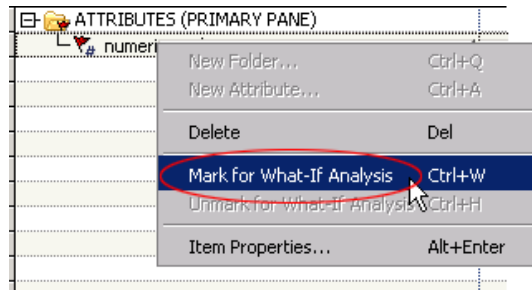 ATTRIBUTES (PRIMARY PANE)
# numeri
New Folder... Ctrl+Q
New Attribute... Ctrl+A
Delete Del
Mark for What-If Analysis Ctrl+W
Unmark for What-If Analysis Ctrl+H
Item Properties... Alt+Enter